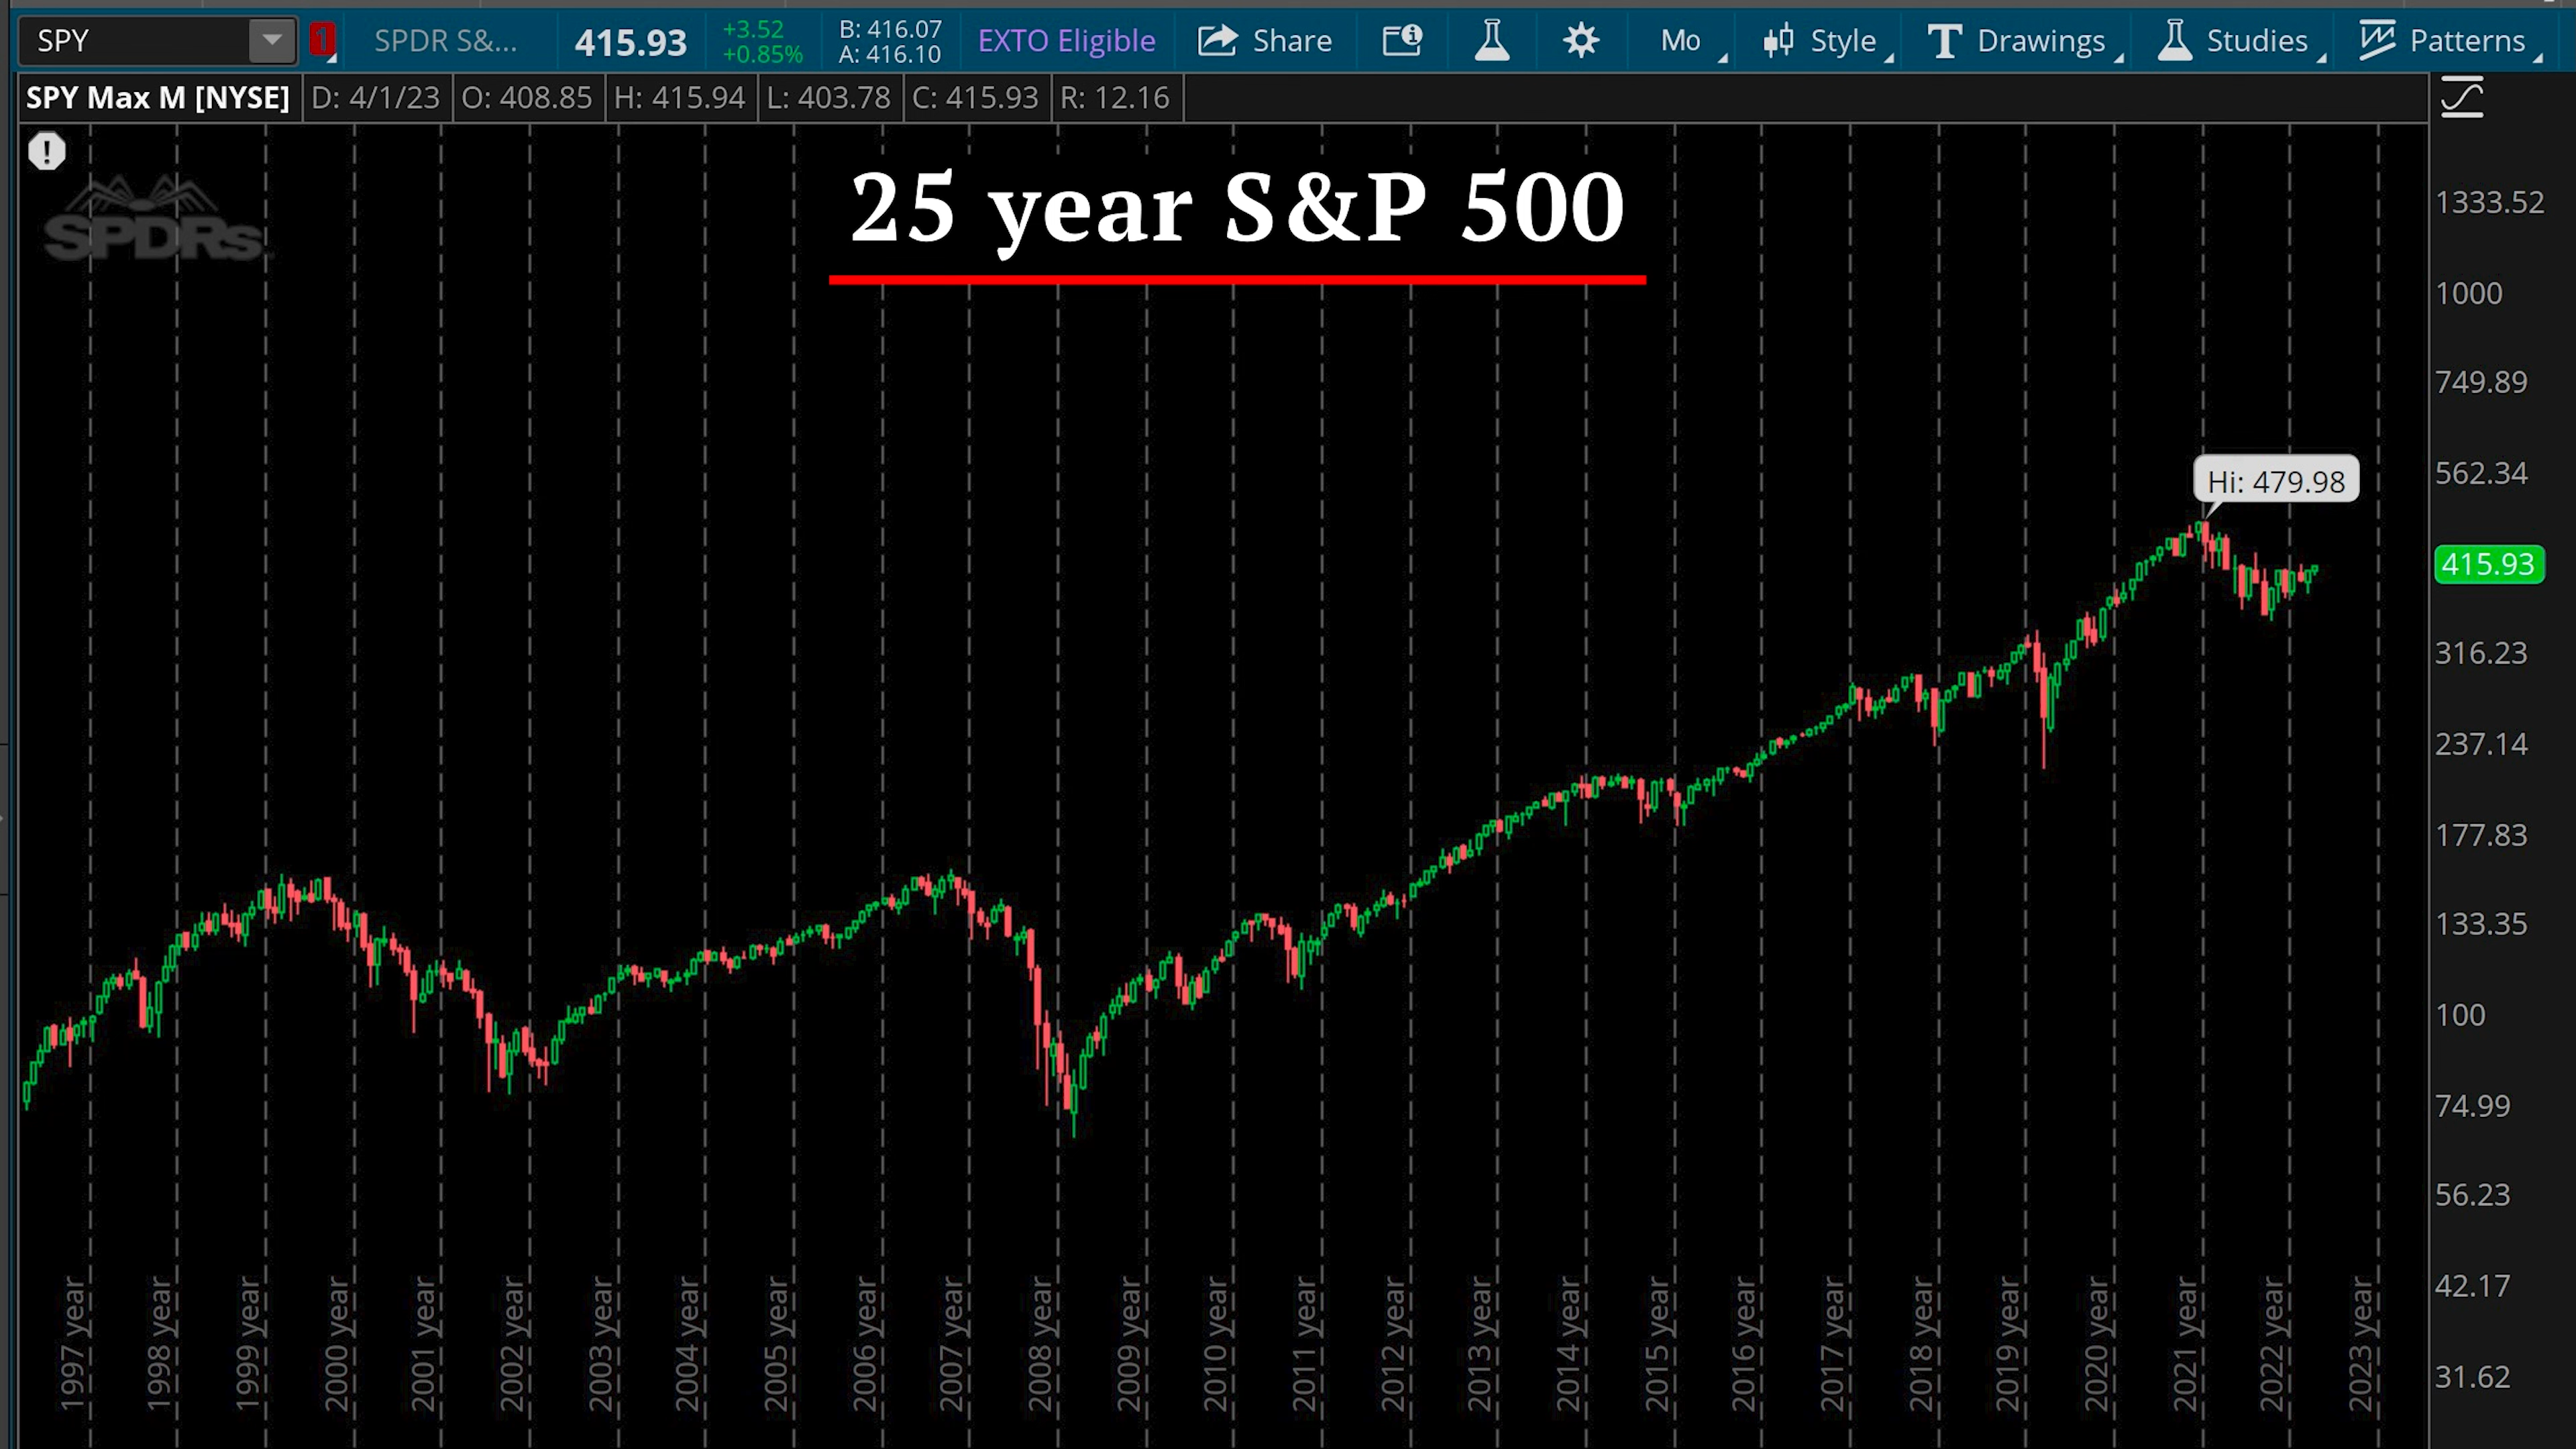 SPY
1
SPDR S&...
415.93
+3.52
+0.85%
B: 416.07
A: 416.10
EXTO Eligible
Share
Mo
Style
Drawings
Studies
Patterns
SPY Max M [NYSE]
D: 4/1/23
O: 408.85
H: 415.94
L: 403.78
C: 415.93
R: 12.16
SPDRs
25 year S&P 500
Hi: 479.98
1333.52
1000
749.89
562.34
415.93
316.23
237.14
177.83
133.35
100
74.99
56.23
42.17
31.62
1997 year
1998 year
1999 year
2000 year
2001 year
2002 year
2003 year
2004 year
2005 year
2006 year
2007 year
2008 year
2009 year
2010 year
2011 year
2012 year
2013 year
2014 year
2015 year
2016 year
2017 year
2018 year
2019 year
2020 year
2021 year
2022 year
2023 year